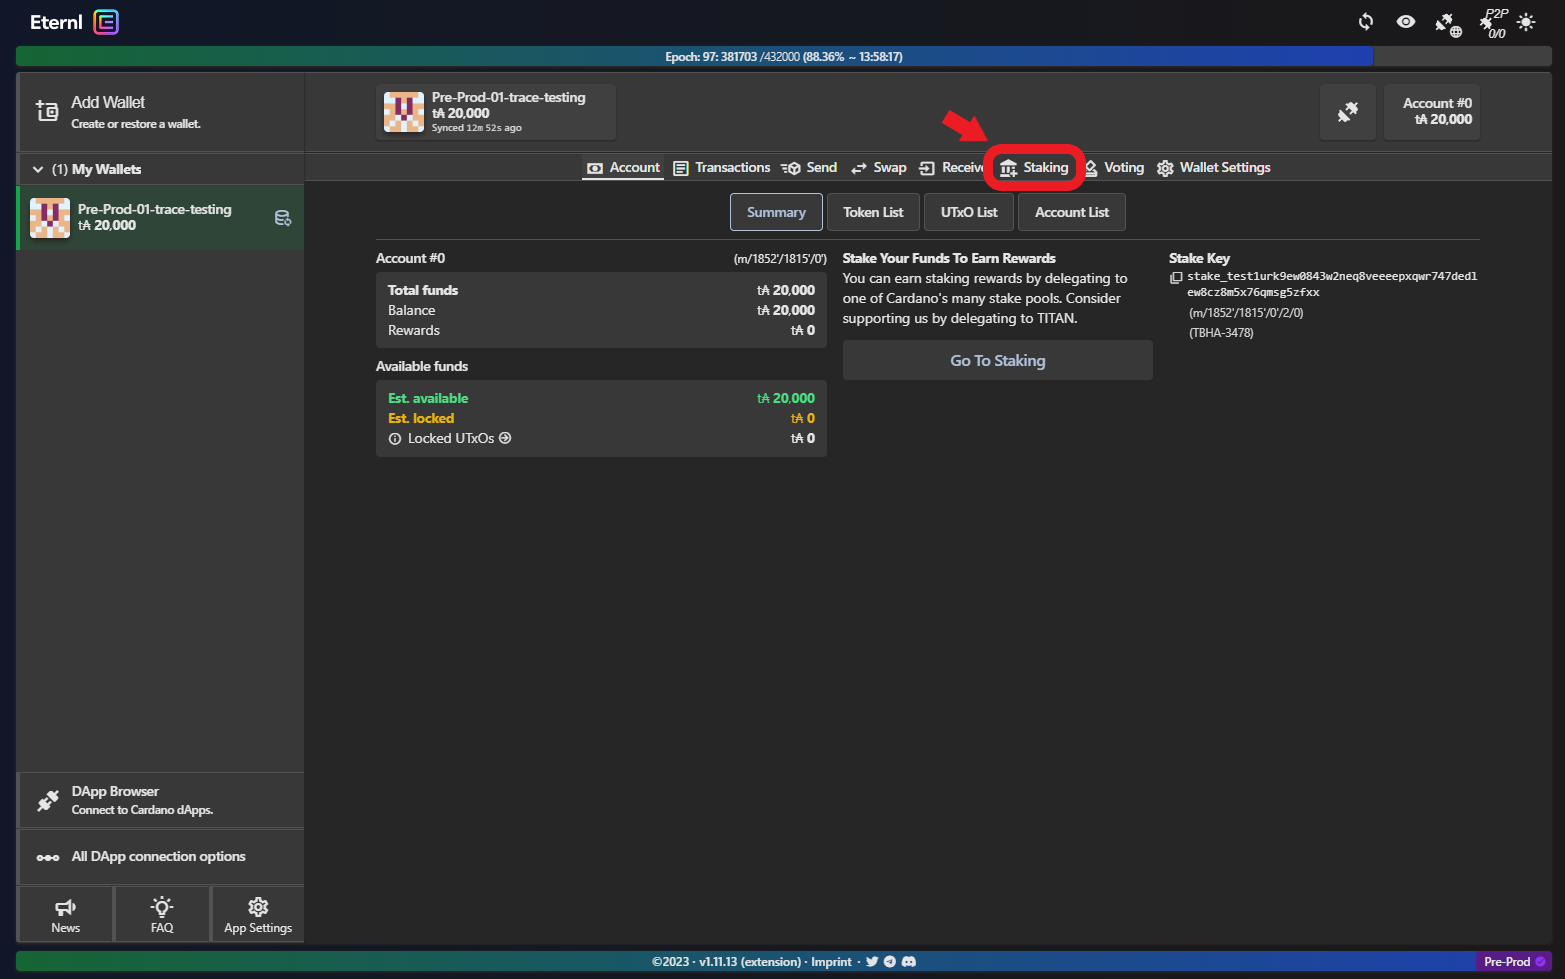 Eternl
P2P
0/0
Epoch: 97: 381703 /432000 (88.36% ~ 13:58:17)
Add Wallet
Create or restore a wallet.
Pre-Prod-01-trace-testing
t₳ 20,000
Synced 12m 52s ago
Account #0
t₳ 20,000
(1) My Wallets
Account Transactions Send Swap Receive Staking Voting Wallet Settings
Pre-Prod-01-trace-testing
t₳ 20,000
Summary Token List UTxO List Account List
Account #0 (m/1852'/1815'/0')
Total funds t₳ 20,000
Balance t₳ 20,000
Rewards t₳ 0
Available funds
Est. available t₳ 20,000
Est. locked t₳ 0
Locked UTxOs t₳ 0
Stake Your Funds To Earn Rewards
You can earn staking rewards by delegating to
one of Cardano's many stake pools. Consider
supporting us by delegating to TITAN.
Go To Staking
Stake Key
stake_test1urk9ew0843w2neq8veeeepxqwr747ded1
ew8cz8m5x76qmsg5zfxx
(m/1852'/1815'/0'/2/0)
(TBHA-3478)
DApp Browser
Connect to Cardano dApps.
All DApp connection options
News FAQ App Settings
©2023 · v1.11.13 (extension) · Imprint ·
Pre-Prod